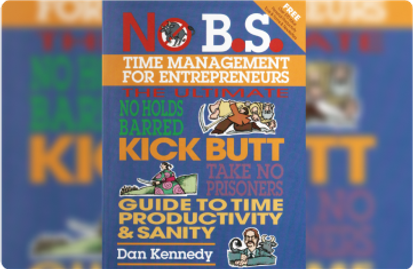 FREE
NO B.S.
TIME MANAGEMENT
FOR ENTREPRENEURS
THE ULTIMATE
NO HOLDS
BARRED
KICK BUTT
TAKE NO
PRISONERS
GUIDE TO TIME
PRODUCTIVITY
& SANITY
Dan Kennedy